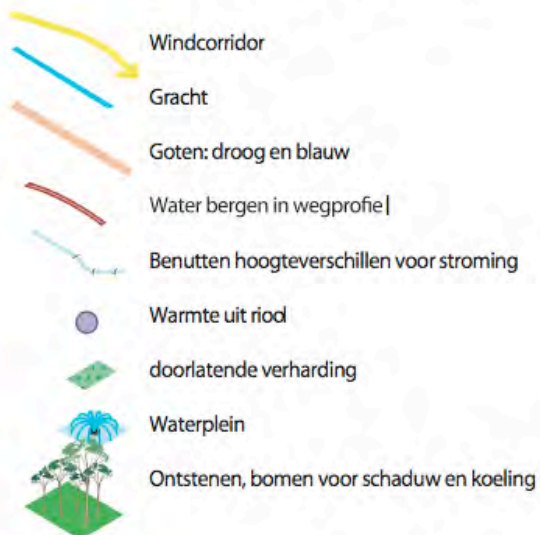 Windcorridor
Gracht
Goten: droog en blauw
Water bergen in wegprofiel
Benutten hoogteverschillen voor stroming
Warmte uit riool
doorlatende verharding
Waterplein
Ontstenen, bomen voor schaduw en koeling